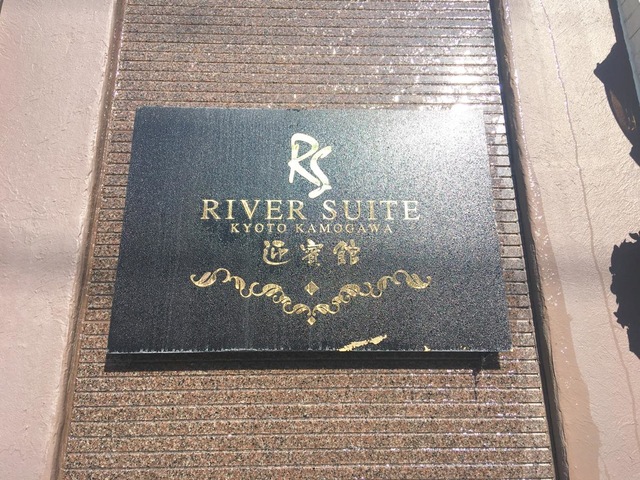 RS
RIVER SUITE
KYOTO KAMOGAWA
迎賓館